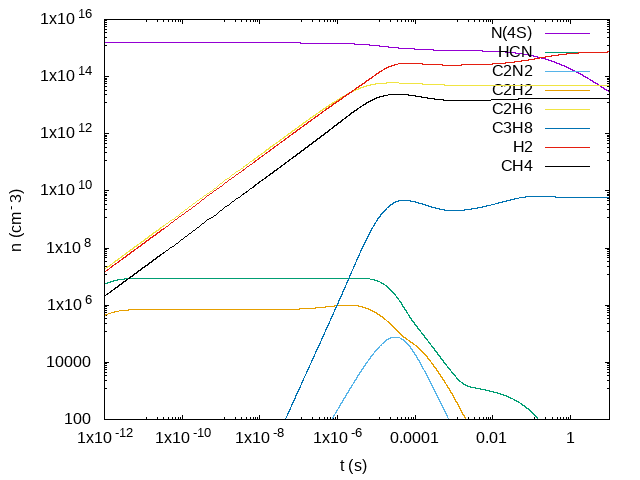 1x10^16
1x10^14
1x10^12
1x10^10
1x10^8
1x10^6
10000
100
n (cm^-3)
N(4S)
HCN
C2N2
C2H2
C2H6
C3H8
H2
CH4
1x10^-12 1x10^-10 1x10^-8 1x10^-6 0.0001 0.01 1
t (s)